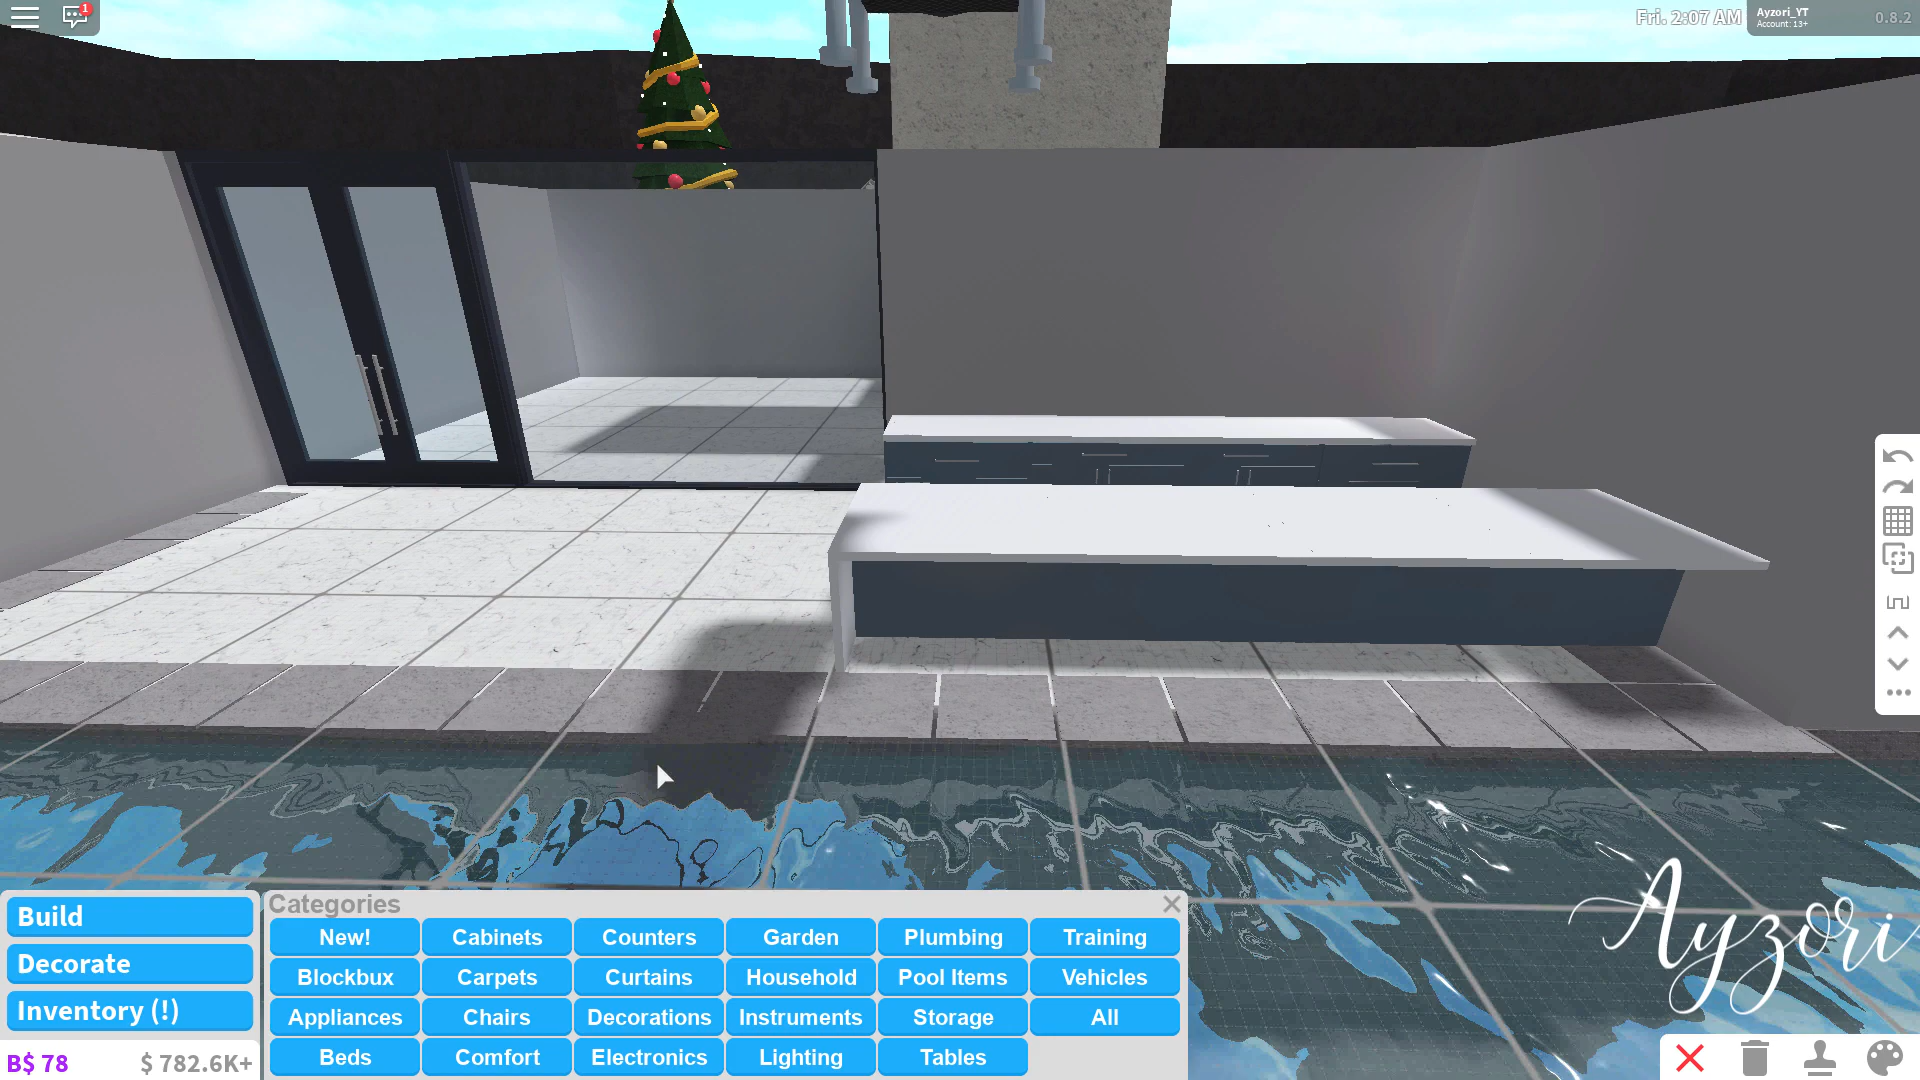 1
Fri. 2:07 AM
Ayzori_YT
Account: 13+
0.8.2
Build
Decorate
Inventory (!)
B$ 78
$ 782.6K+
Categories
New!
Cabinets
Counters
Garden
Plumbing
Training
Blockbux
Carpets
Curtains
Household
Pool Items
Vehicles
Appliances
Chairs
Decorations
Instruments
Storage
All
Beds
Comfort
Electronics
Lighting
Tables
Ayzori